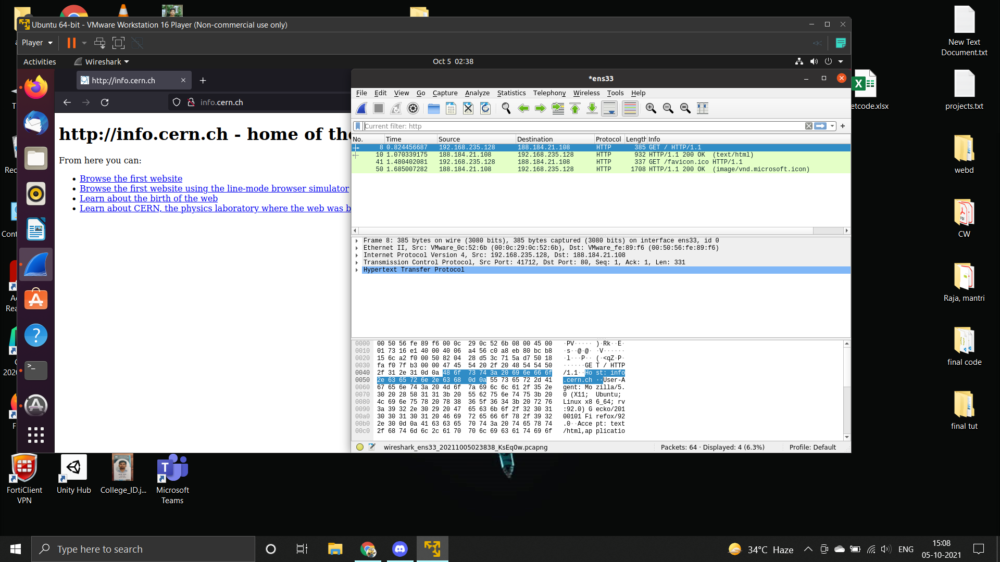 Ubuntu 64-bit - VMware Workstation 16 Player (Non-commercial use only)
Player
Activities
Wireshark
Oct 5 02:38
http://info.cern.ch
info.cern.ch
http://info.cern.ch - home of the
From here you can:
Browse the first website
Browse the first website using the line-mode browser simulator
Learn about the birth of the web
Learn about CERN, the physics laboratory where the web was b
*ens33
File Edit View Go Capture Analyze Statistics Telephony Wireless Tools Help
Current filter: http
No. Time Source Destination Protocol Length Info
8 0.824456687 192.168.235.128 188.184.21.108 HTTP 385 GET / HTTP/1.1
10 1.070339175 188.184.21.108 192.168.235.128 HTTP 932 HTTP/1.1 200 OK (text/html)
41 1.480402081 192.168.235.128 188.184.21.108 HTTP 337 GET /favicon.ico HTTP/1.1
50 1.685007282 188.184.21.108 192.168.235.128 HTTP 1708 HTTP/1.1 200 OK (image/vnd.microsoft.icon)
Frame 8: 385 bytes on wire (3080 bits), 385 bytes captured (3080 bits) on interface ens33, id 0
Ethernet II, Src: VMware_0c:52:6b (00:0c:29:0c:52:6b), Dst: VMware_fe:89:f6 (00:50:56:fe:89:f6)
Internet Protocol Version 4, Src: 192.168.235.128, Dst: 188.184.21.108
Transmission Control Protocol, Src Port: 41712, Dst Port: 80, Seq: 1, Ack: 1, Len: 331
Hypertext Transfer Protocol
0000 00 50 56 fe 89 f6 00 0c 29 0c 52 6b 08 00 45 00 ·PV····· )·Rk··E·
0010 01 73 16 e1 40 00 40 06 a4 56 c0 a8 eb 80 bc b8 ·s··@·@· ·V······
0020 15 6c a2 f0 00 50 82 04 28 d5 3c 71 5a d7 50 18 ·l···P·· (·<qZ·P·
0030 fa f0 7f b3 00 00 47 45 54 20 2f 20 48 54 54 50 ······GE T / HTTP
0040 2f 31 2e 31 0d 0a 48 6f 73 74 3a 20 69 6e 66 6f /1.1··Ho st: info
0050 2e 63 65 72 6e 2e 63 68 0d 0a 55 73 65 72 2d 41 .cern.ch ··User-A
0060 67 65 6e 74 3a 20 4d 6f 7a 69 6c 6c 61 2f 35 2e gent: Mo zilla/5.
0070 30 20 28 58 31 31 3b 20 55 62 75 6e 74 75 3b 20 0 (X11; Ubuntu;
0080 4c 69 6e 75 78 20 78 38 36 5f 36 34 3b 20 72 76 Linux x8 6_64; rv
0090 3a 39 32 2e 30 29 20 47 65 63 6b 6f 2f 32 30 31 :92.0) G ecko/201
00a0 30 30 31 30 31 20 46 69 72 65 66 6f 78 2f 39 32 00101 Fi refox/92
00b0 2e 30 0d 0a 41 63 63 65 70 74 3a 20 74 65 78 74 .0··Acce pt: text
00c0 2f 68 74 6d 6c 2c 61 70 70 6c 69 63 61 74 69 6f /html,ap plicatio
wireshark_ens33_20211005023838_KsEq0w.pcapng
Packets: 64 · Displayed: 4 (6.3%)
Profile: Default
New Text
Document.txt
etcode.xlsx
projects.txt
webd
CW
Raja, mantri
final code
final tut
Rec
Cont
Rea
202
FortiClient
VPN
Unity Hub
College_ID.j...
Microsoft
Teams
Type here to search
34°C Haze
ENG
15:08
05-10-2021